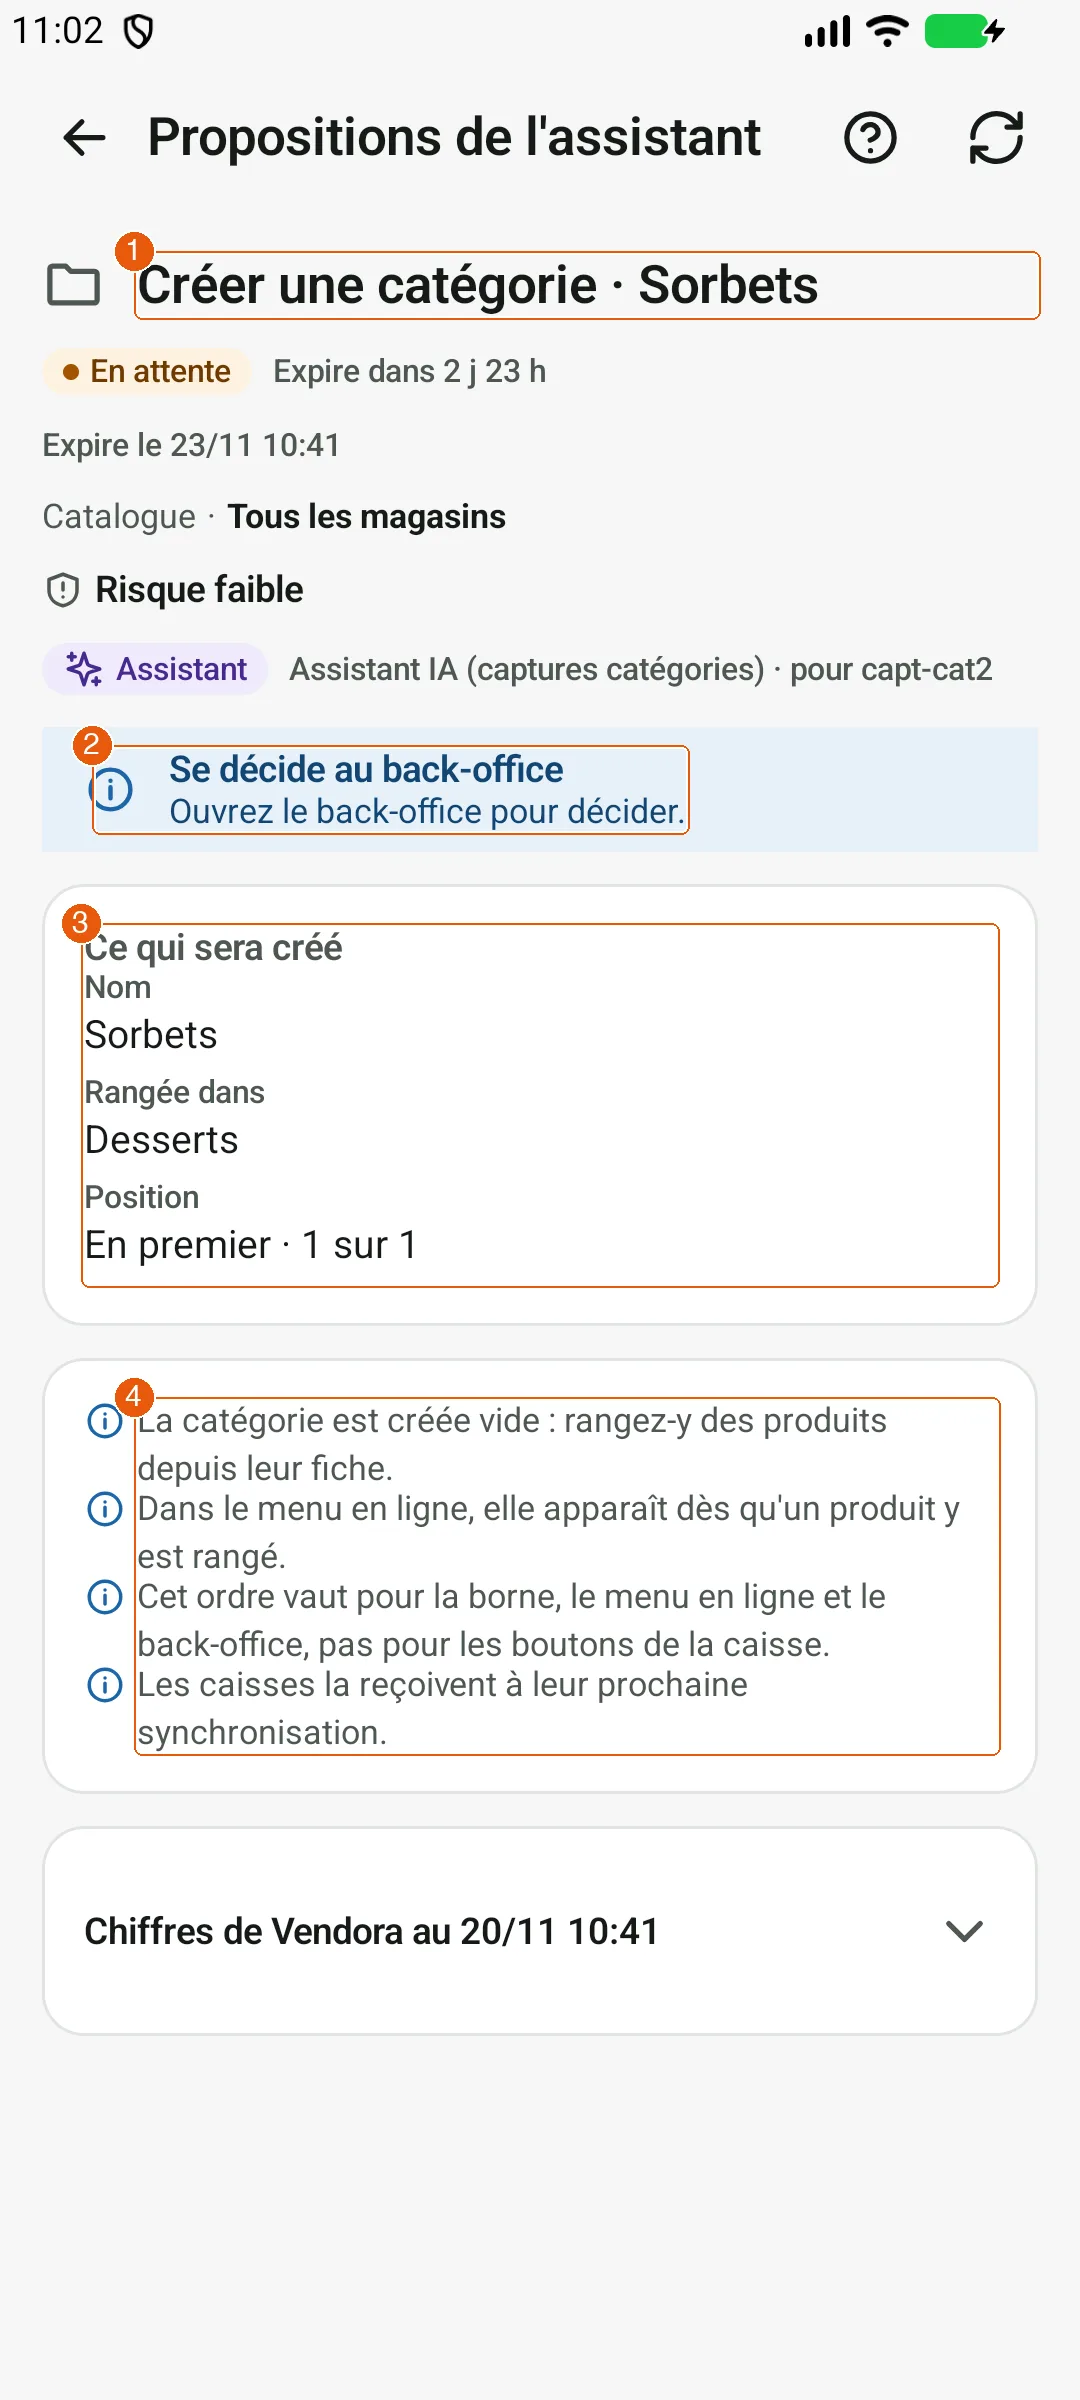 11:02
Propositions de l'assistant
1
Créer une catégorie · Sorbets
En attente Expire dans 2 j 23 h
Expire le 23/11 10:41
Catalogue · Tous les magasins
Risque faible
Assistant Assistant IA (captures catégories) · pour capt-cat2
2
Se décide au back-office
Ouvrez le back-office pour décider.
3
Ce qui sera créé
Nom
Sorbets
Rangée dans
Desserts
Position
En premier · 1 sur 1
4
La catégorie est créée vide : rangez-y des produits
depuis leur fiche.
Dans le menu en ligne, elle apparaît dès qu'un produit y
est rangé.
Cet ordre vaut pour la borne, le menu en ligne et le
back-office, pas pour les boutons de la caisse.
Les caisses la reçoivent à leur prochaine
synchronisation.
Chiffres de Vendora au 20/11 10:41